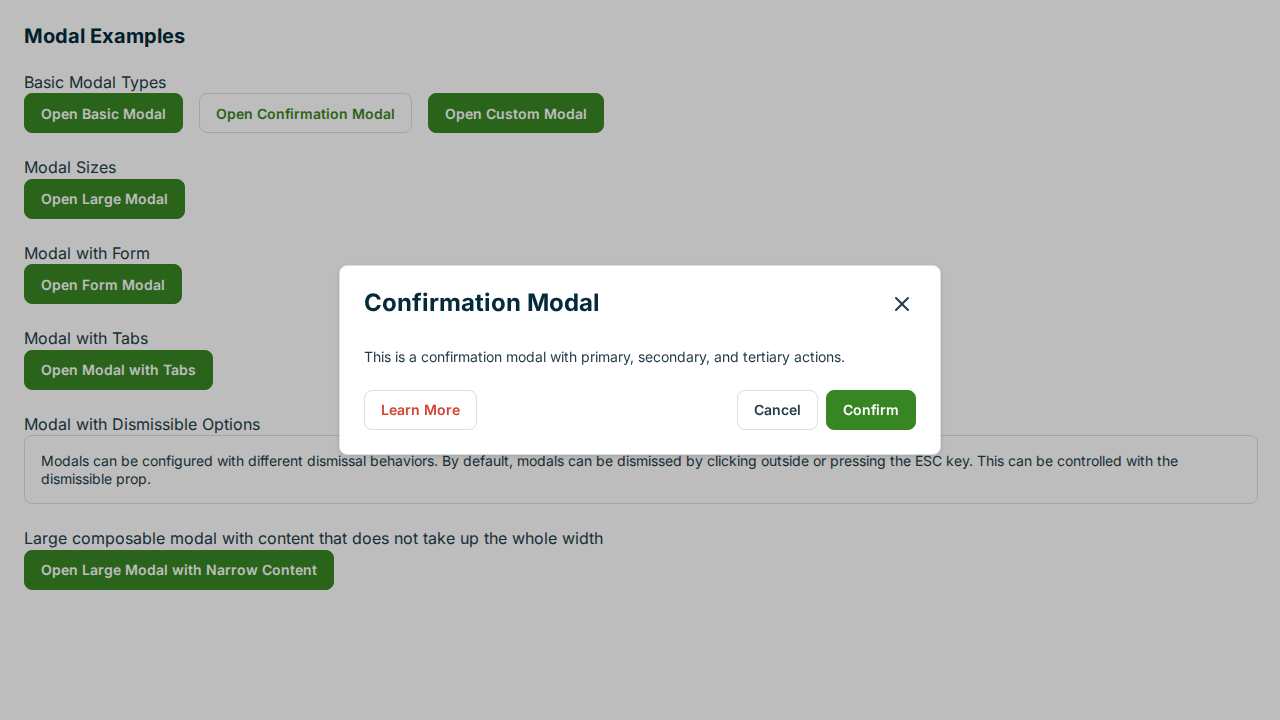 Modal Examples
Basic Modal Types
Open Basic Modal
Open Confirmation Modal
Open Custom Modal
Modal Sizes
Open Large Modal
Modal with Form
Open Form Modal
Modal with Tabs
Open Modal with Tabs
Confirmation Modal
This is a confirmation modal with primary, secondary, and tertiary actions.
Learn More
Cancel
Confirm
Modal with Dismissible Options
Modals can be configured with different dismissal behaviors. By default, modals can be dismissed by clicking outside or pressing the ESC key. This can be controlled with the
dismissible prop.
Large composable modal with content that does not take up the whole width
Open Large Modal with Narrow Content